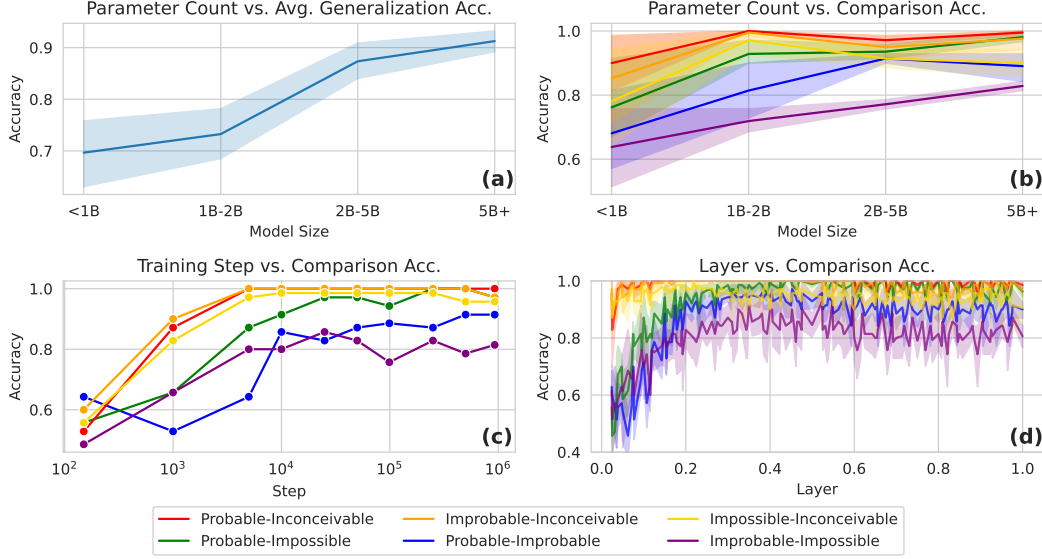 Parameter Count vs. Avg. Generalization Acc.
Accuracy
0.9
0.8
0.7
<1B 1B-2B 2B-5B 5B+
Model Size
(a)
Parameter Count vs. Comparison Acc.
Accuracy
1.0
0.8
0.6
<1B 1B-2B 2B-5B 5B+
Model Size
(b)
Training Step vs. Comparison Acc.
Accuracy
1.0
0.8
0.6
10² 10³ 10⁴ 10⁵ 10⁶
Step
(c)
Layer vs. Comparison Acc.
Accuracy
1.0
0.8
0.6
0.4
0.0 0.2 0.4 0.6 0.8 1.0
Layer
(d)
Probable-Inconceivable Improbable-Inconceivable Impossible-Inconceivable
Probable-Impossible Probable-Improbable Improbable-Impossible